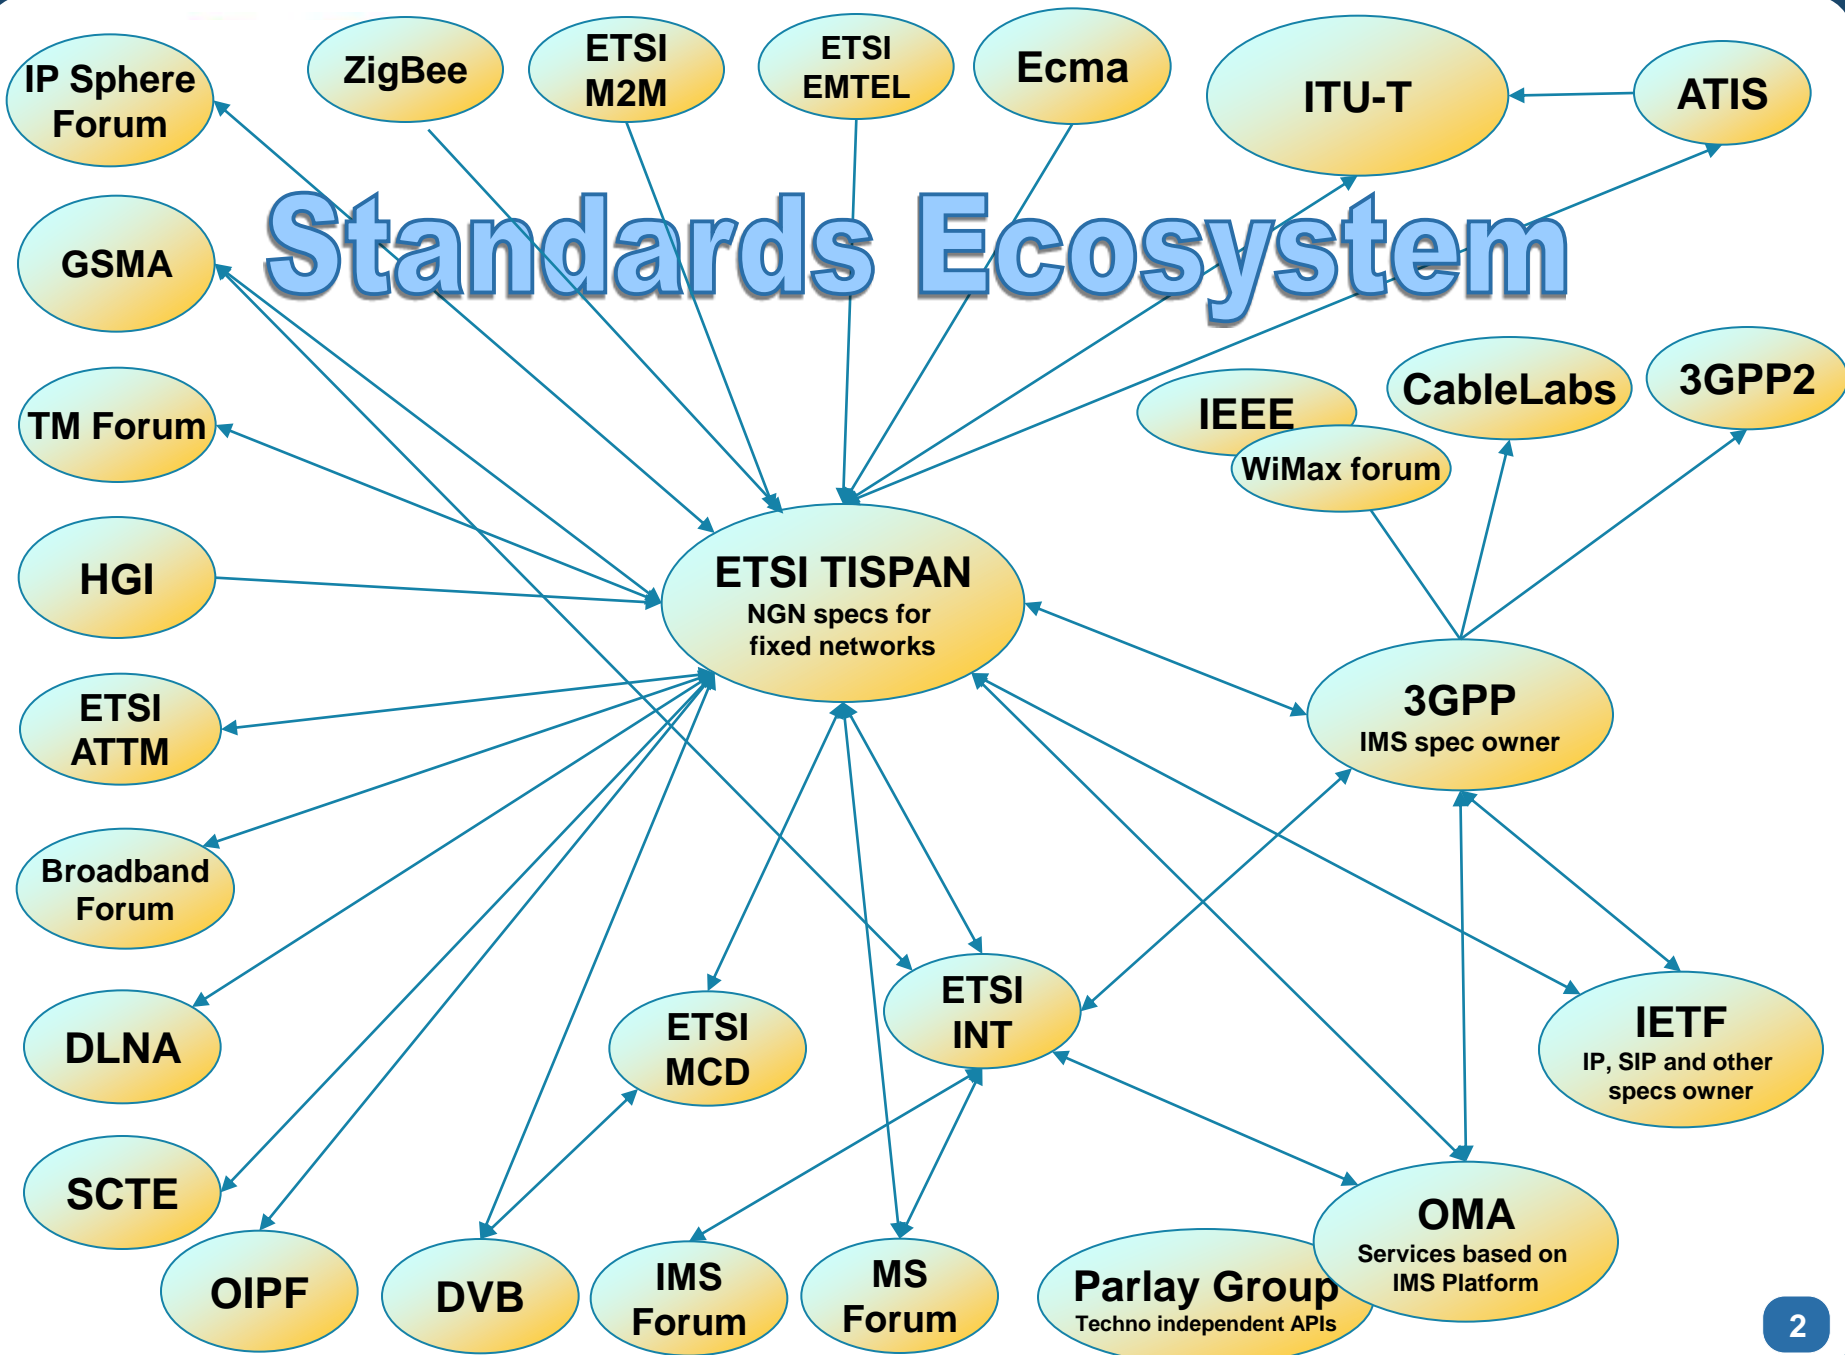 IP Sphere
Forum
ZigBee
ETSI
M2M
ETSI
EMTEL
Ecma
ITU-T
ATIS
Standards Ecosystem
GSMA
TM Forum
HGI
ETSI
ATTM
Broadband
Forum
DLNA
SCTE
OIPF
DVB
IMS
Forum
MS
Forum
ETSI
MCD
ETSI
INT
ETSI TISPAN
NGN specs for
fixed networks
IEEE
WiMax forum
CableLabs
3GPP2
3GPP
IMS spec owner
IETF
IP, SIP and other
specs owner
OMA
Services based on
IMS Platform
Parlay Group
Techno independent APIs
2